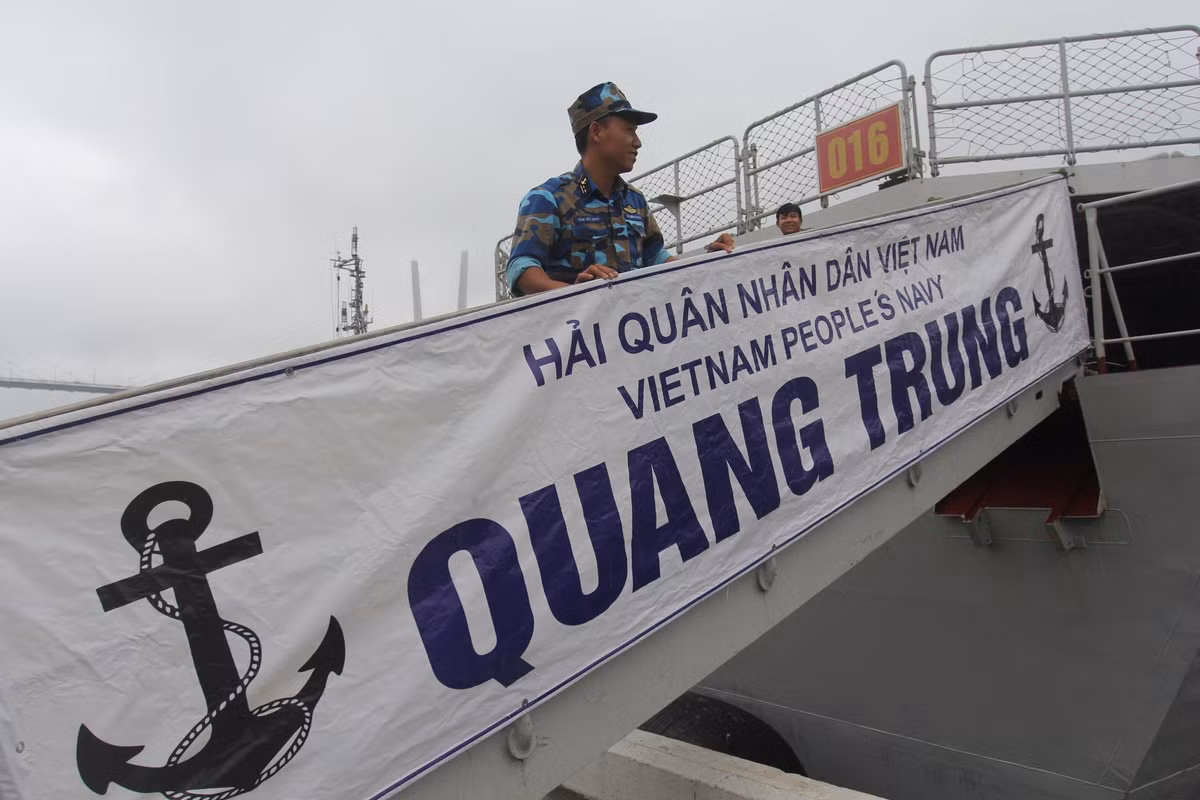 016
HẢI QUÂN NHÂN DÂN VIỆT NAM
VIETNAM PEOPLE'S NAVY
QUANG TRUNG